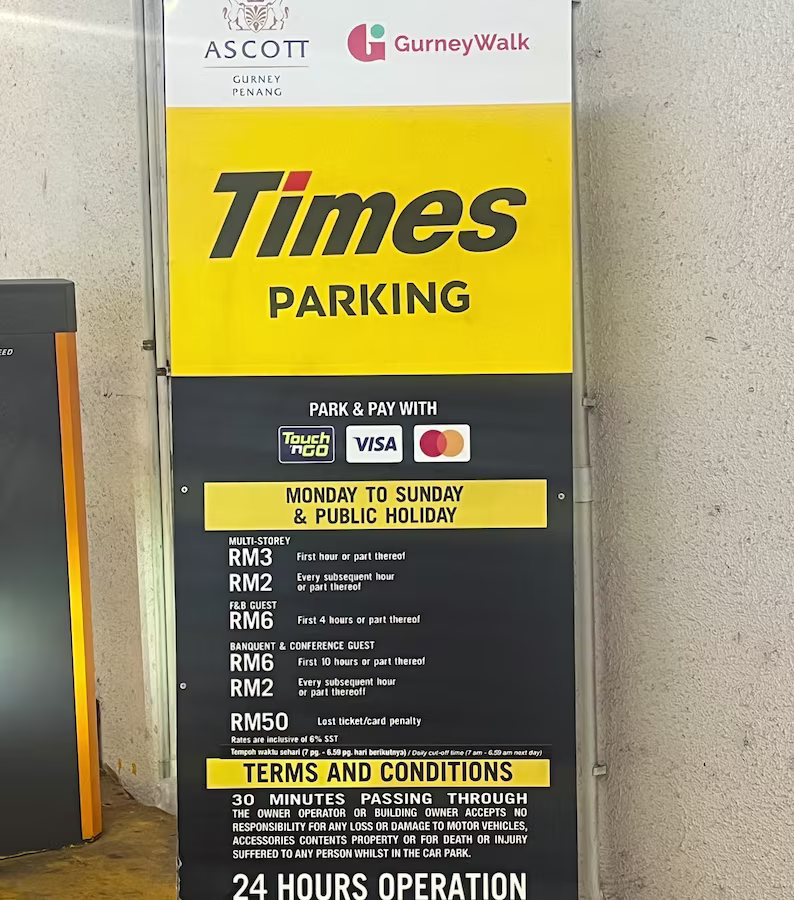 ASCOTT
GURNEY
PENANG
GurneyWalk
Times
PARKING
EED
PARK & PAY WITH
Touch
'nGO
VISA
MONDAY TO SUNDAY
& PUBLIC HOLIDAY
MULTI-STOREY
RM3 First hour or part thereof
RM2 Every subsequent hour
or part thereof
F&B GUEST
RM6 First 4 hours or part thereof
BANQUENT & CONFERENCE GUEST
RM6 First 10 hours or part thereof
RM2 Every subsequent hour
or part thereoff
RM50 Lost ticket/card penalty
Rates are inclusive of 6% SST
Tempoh waktu sehari (7 pg. - 6.59 pg. hari berikutnya) / Daily cut-off time (7 am - 6.59 am next day)
TERMS AND CONDITIONS
30 MINUTES PASSING THROUGH
THE OWNER OPERATOR OR BUILDING OWNER ACCEPTS NO
RESPONSIBILITY FOR ANY LOSS OR DAMAGE TO MOTOR VEHICLES,
ACCESSORIES CONTENTS PROPERTY OR FOR DEATH OR INJURY
SUFFERED TO ANY PERSON WHILST IN THE CAR PARK.
24 HOURS OPERATION